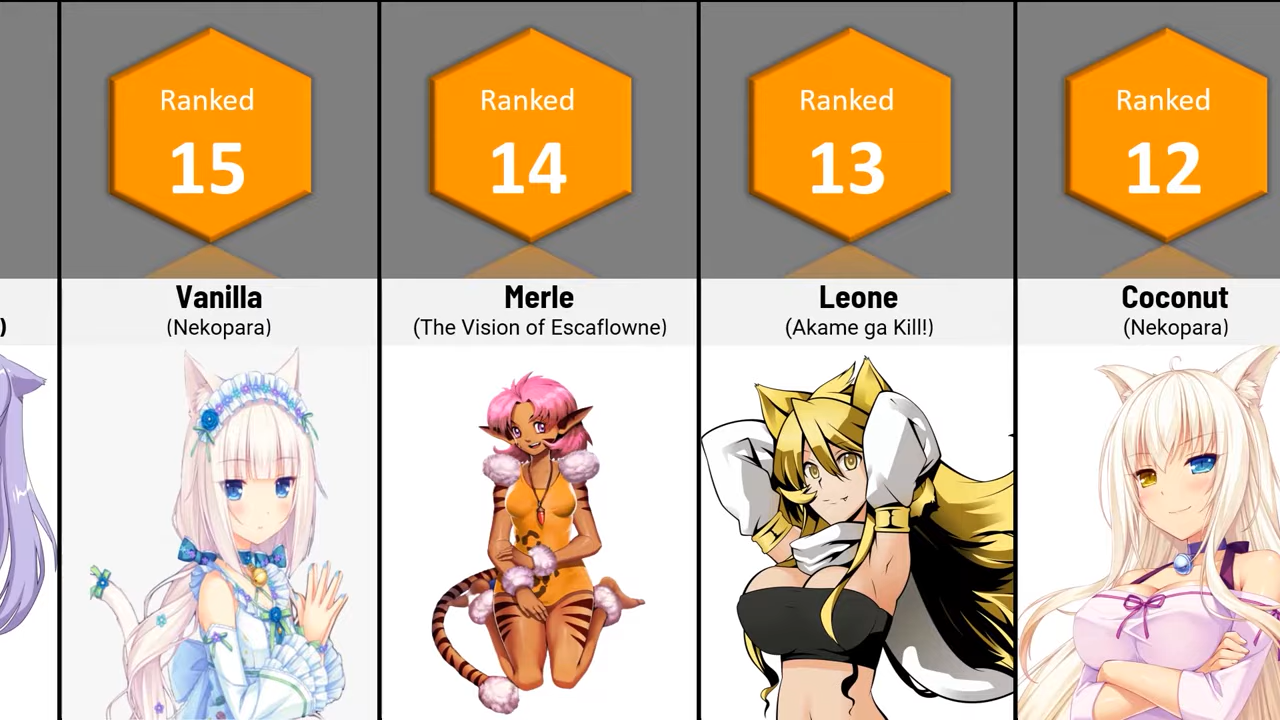 Ranked
15
Vanilla
(Nekopara)
Ranked
14
Merle
(The Vision of Escaflowne)
Ranked
13
Leone
(Akame ga Kill!)
Ranked
12
Coconut
(Nekopara)
)